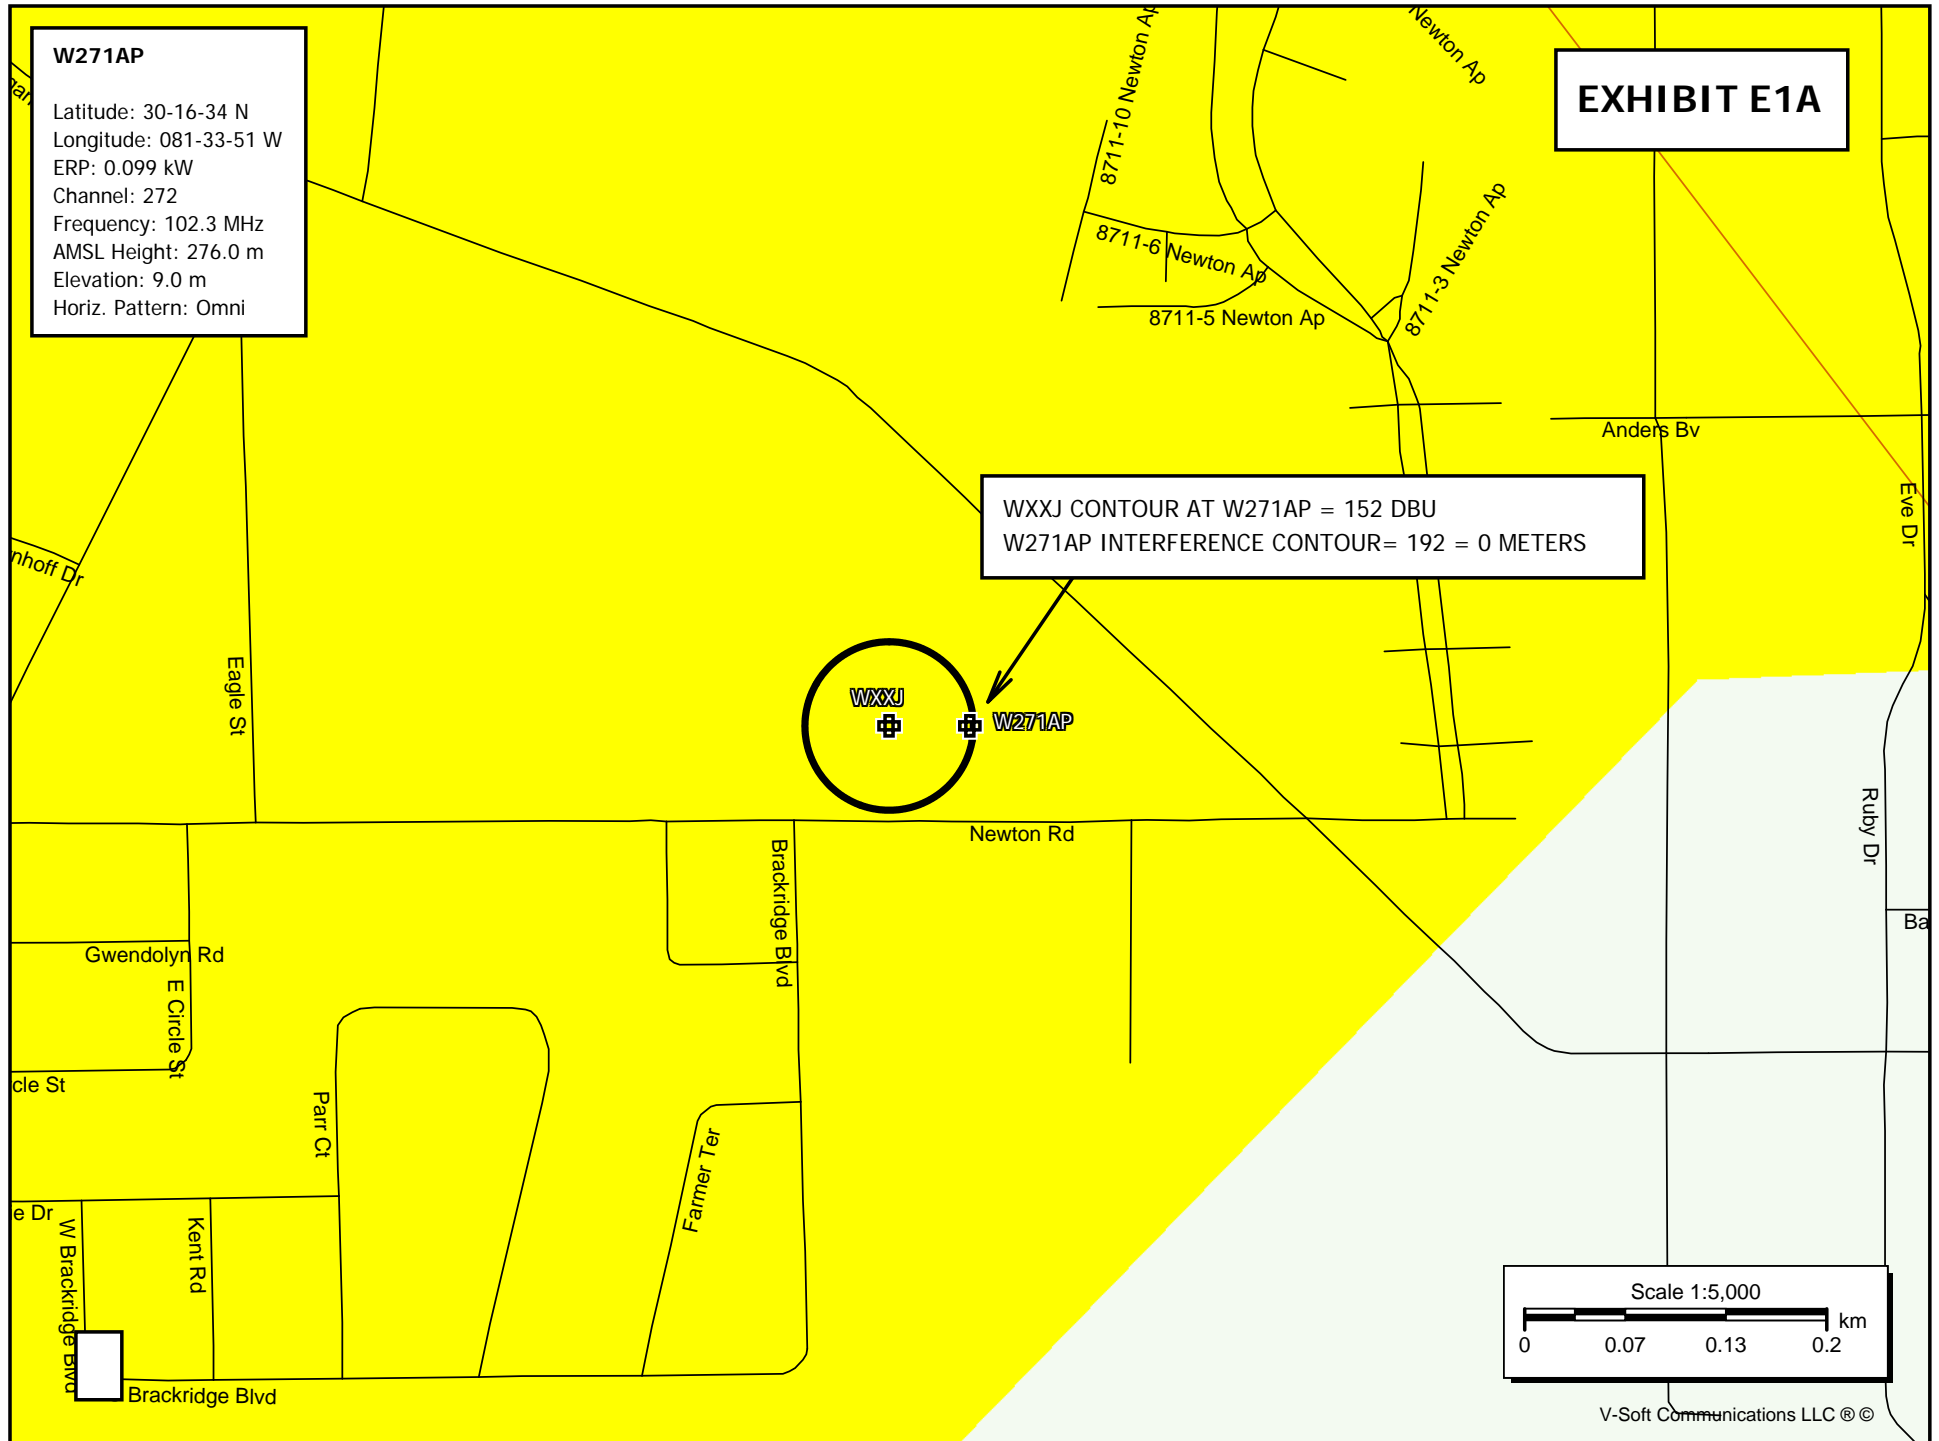 W271AP
Latitude: 30-16-34 N
Longitude: 081-33-51 W
ERP: 0.099 kW
Channel: 272
Frequency: 102.3 MHz
AMSL Height: 276.0 m
Elevation: 9.0 m
Horiz. Pattern: Omni
EXHIBIT E1A
8711-10 Newton Ap
Newton Ap
8711-6 Newton Ap
8711-5 Newton Ap
8711-3 Newton Ap
Anders Bv
Eve Dr
WXXJ CONTOUR AT W271AP = 152 DBU
W271AP INTERFERENCE CONTOUR= 192 = 0 METERS
nhoff Dr
Eagle St
WXXJ
W271AP
Newton Rd
Ruby Dr
Brackridge Blvd
Ba
Gwendolyn Rd
E Circle St
cle St
Parr Ct
Farmer Ter
e Dr
W Brackridge Blvd
Kent Rd
Brackridge Blvd
Scale 1:5,000
km
0 0.07 0.13 0.2
V-Soft Communications LLC ® ©